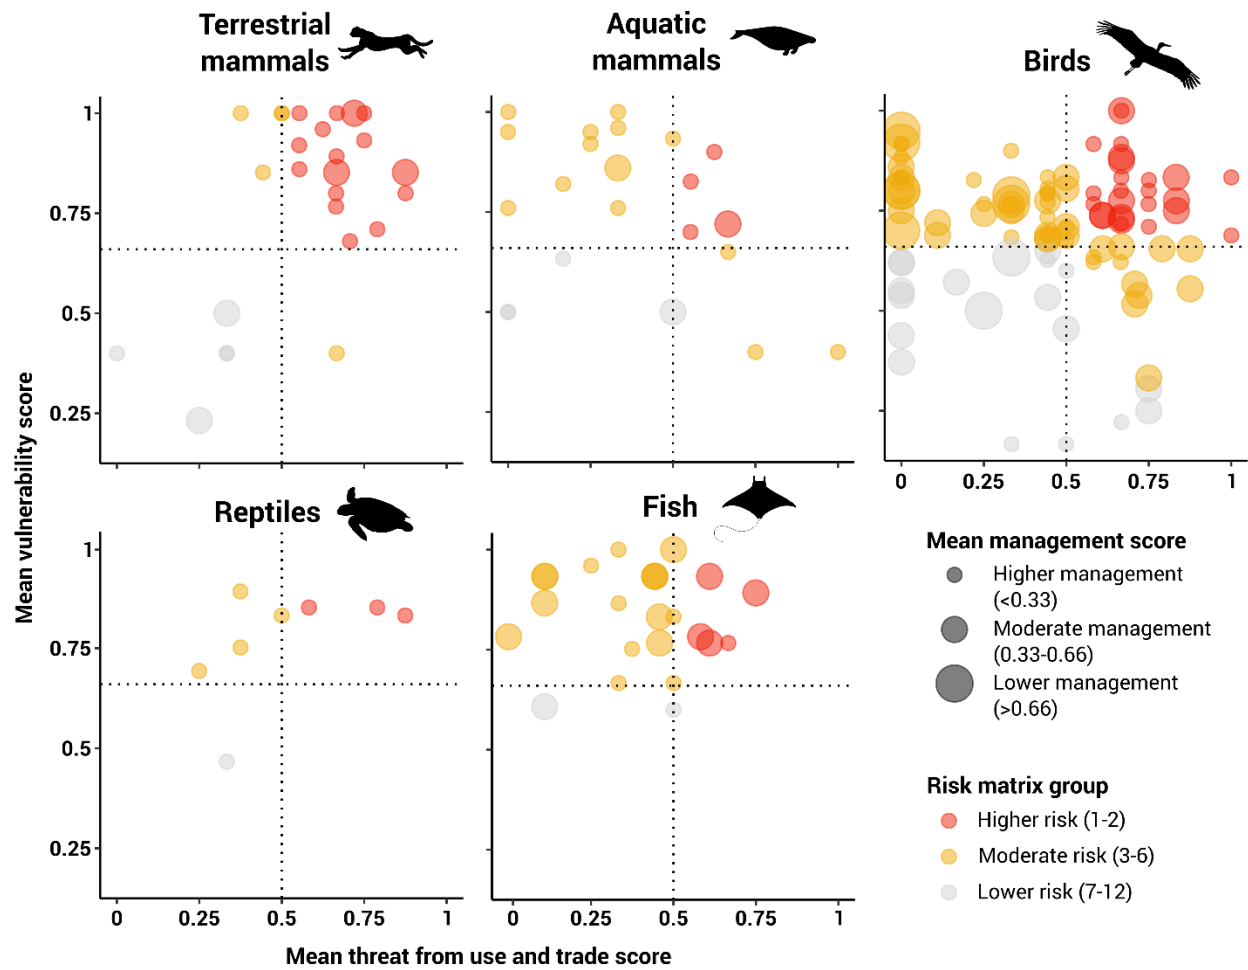 Terrestrial
mammals
Aquatic
mammals
Birds
1
0.75
0.5
0.25
0 0.25 0.5 0.75 1
Mean vulnerability score
Reptiles
Fish
1
0.75
0.5
0.25
0 0.25 0.5 0.75 1
0 0.25 0.5 0.75 1
Mean threat from use and trade score
Mean management score
Higher management
(<0.33)
Moderate management
(0.33-0.66)
Lower management
(>0.66)
Risk matrix group
Higher risk (1-2)
Moderate risk (3-6)
Lower risk (7-12)